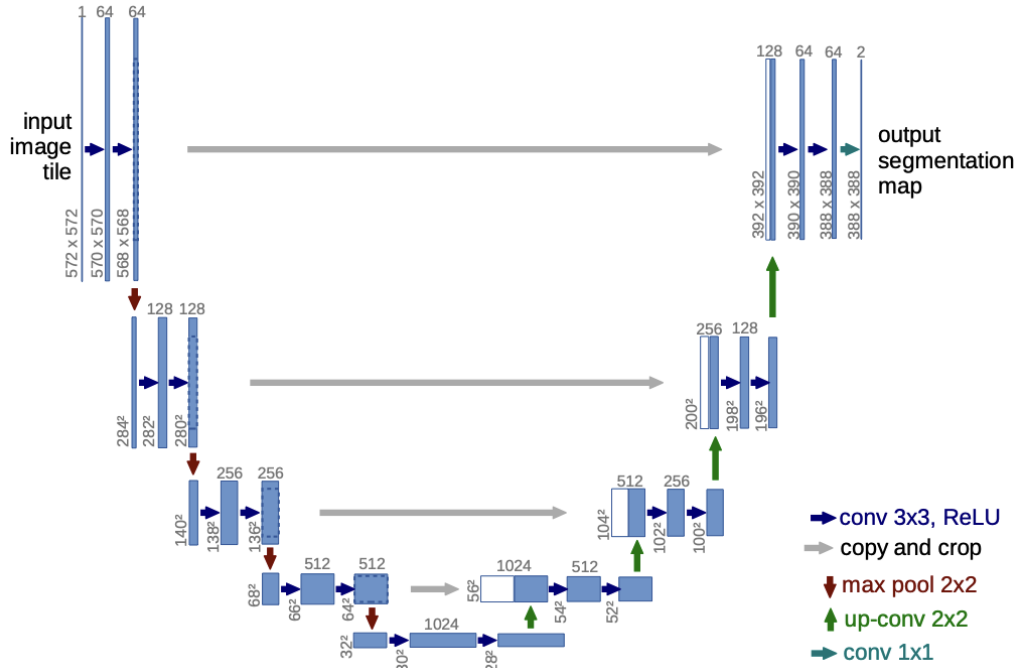 1 64 64
input
image
tile
572 x 572
570 x 570
568 x 568
128 64 64 2
output
segmentation
map
392 x 392
390 x 390
388 x 388
388 x 388
128 128
284²
282²
280²
256 128
200²
198²
196²
256 256
140²
138²
136²
512 256
104²
102²
100²
512 512
68²
66²
64²
1024 512
56²
54²
52²
1024
32²
30²
28²
conv 3x3, ReLU
copy and crop
max pool 2x2
up-conv 2x2
conv 1x1